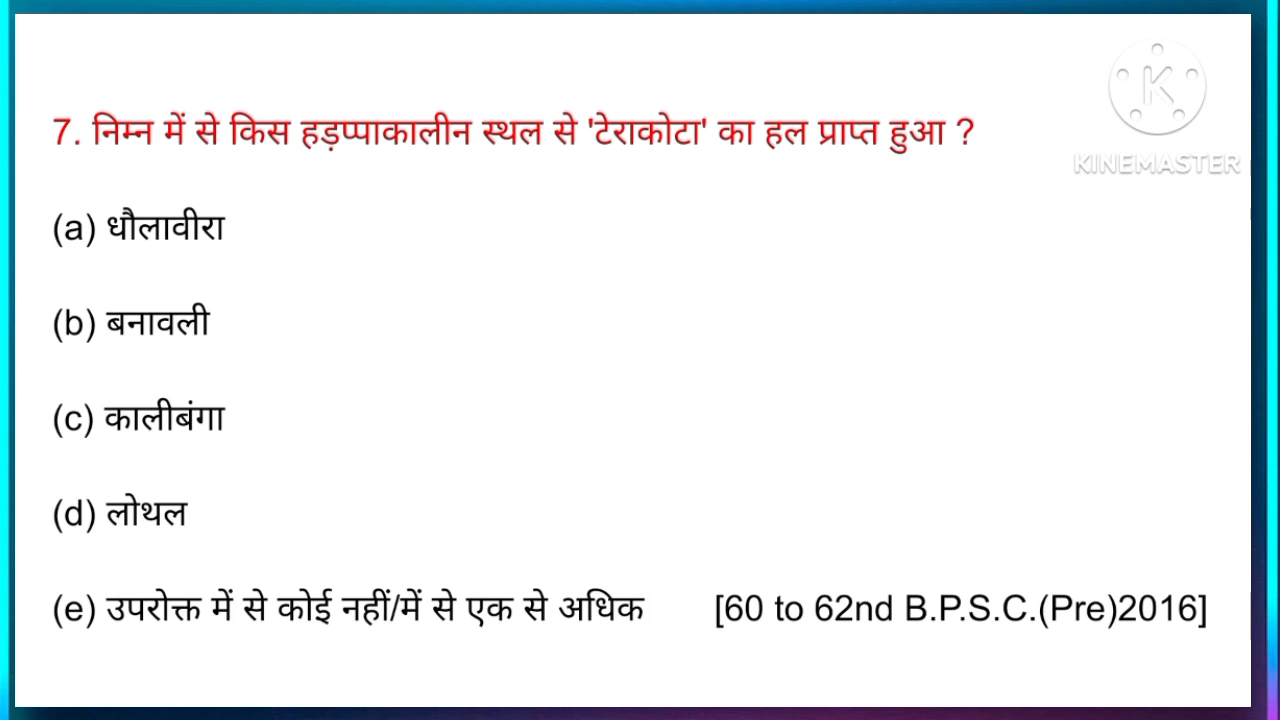 KINEMASTER
7. निम्न में से किस हड़प्पाकालीन स्थल से 'टेराकोटा' का हल प्राप्त हुआ ?
(a) धौलावीरा
(b) बनावली
(c) कालीबंगा
(d) लोथल
(e) उपरोक्त में से कोई नहीं/में से एक से अधिक [60 to 62nd B.P.S.C.(Pre)2016]